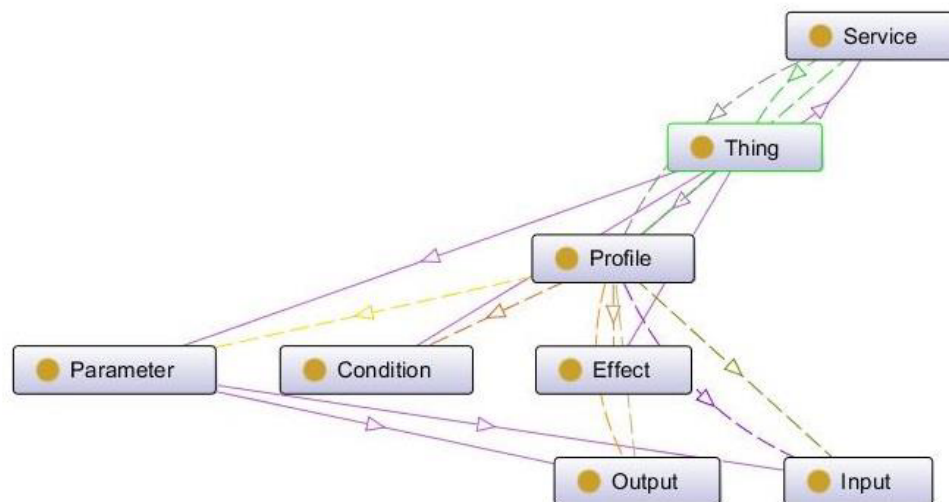 Service
Thing
Profile
Parameter
Condition
Effect
Output
Input